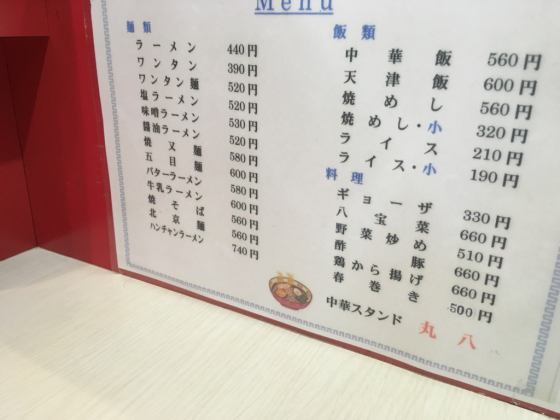 Menu
麺類
ラーメン 440円
ワンタン 390円
ワンタン麺 520円
塩ラーメン 520円
味噌ラーメン 530円
醤油ラーメン 520円
焼又麺 580円
五目麺 600円
バターラーメン 580円
牛乳ラーメン 600円
焼そば 560円
北京麺 560円
ハンチャンラーメン 740円
飯類
中華飯 560円
天津飯 600円
焼めし 560円
焼めし・小 320円
ライス 210円
ライス・小 190円
料理
ギョーザ 330円
八宝菜 660円
野菜炒め 510円
酢豚 660円
鶏から揚げ 660円
春巻き 500円
中華スタンド 丸八